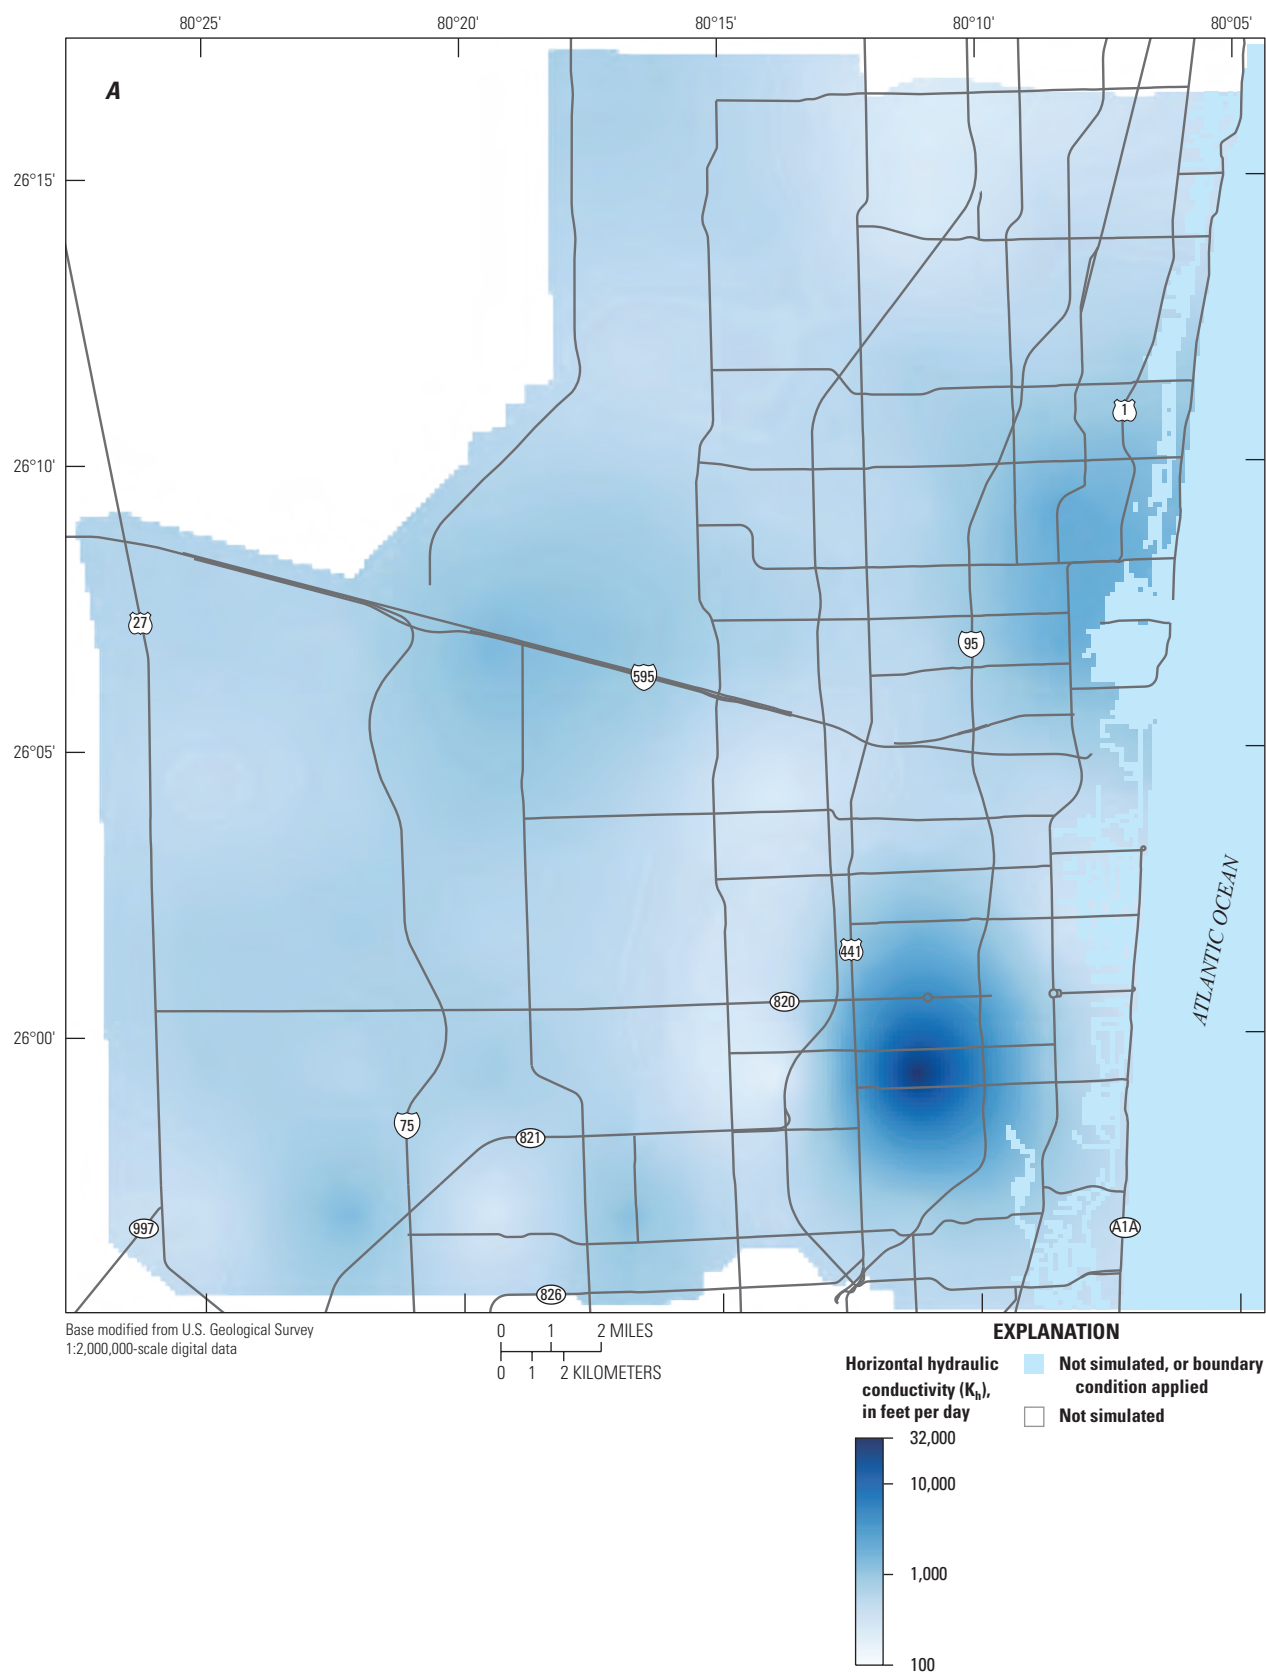 80°25' 80°20' 80°15' 80°10' 80°05'
A
26°15'
1
26°10'
27
95
595
26°05'
ATLANTIC OCEAN
441
820
26°00'
75
821
997
A1A
826
Base modified from U.S. Geological Survey
1:2,000,000-scale digital data
0 1 2 MILES
0 1 2 KILOMETERS
EXPLANATION
Horizontal hydraulic
conductivity (Kh),
in feet per day
32,000
10,000
1,000
100
Not simulated, or boundary
condition applied
Not simulated